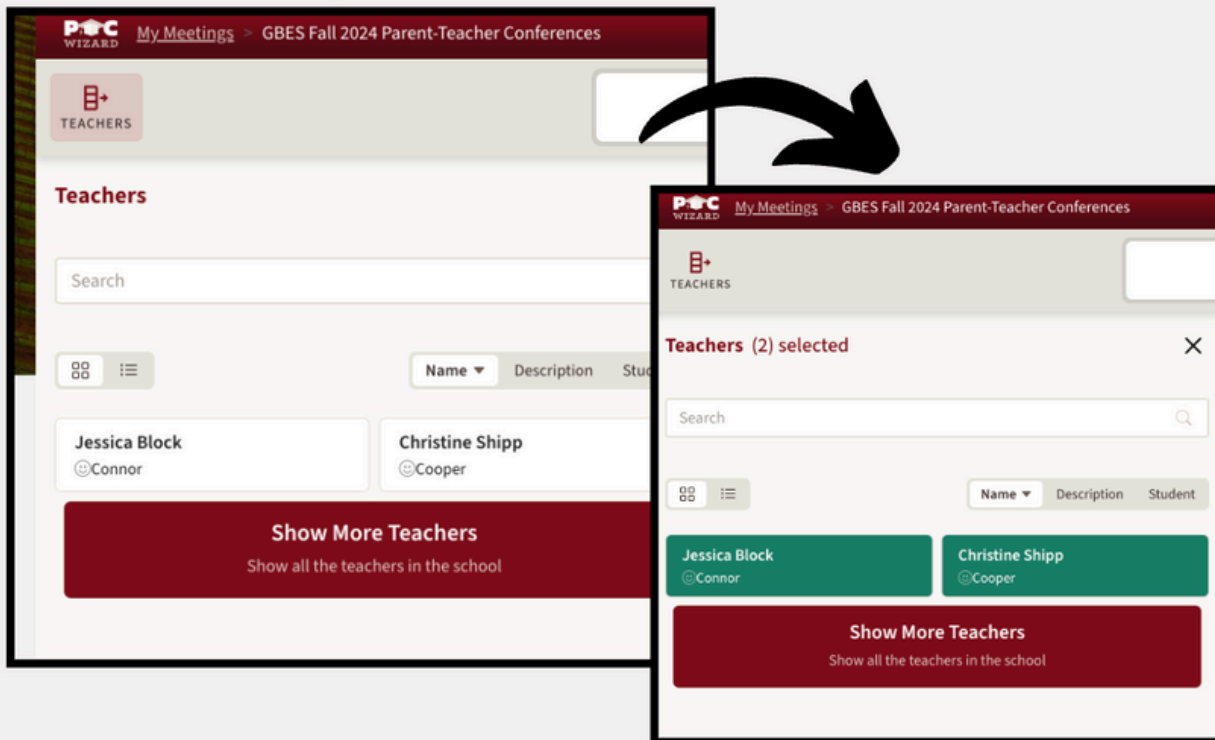 PTC WIZARD My Meetings > GBES Fall 2024 Parent-Teacher Conferences
TEACHERS
Teachers
Search
Name Description
Jessica Block Christine Shipp
Connor Cooper
Show More Teachers
Show all the teachers in the school
PTC WIZARD My Meetings > GBES Fall 2024 Parent-Teacher Conferences
TEACHERS
Teachers (2) selected
Search
Name Description Student
Jessica Block Christine Shipp
Connor Cooper
Show More Teachers
Show all the teachers in the school